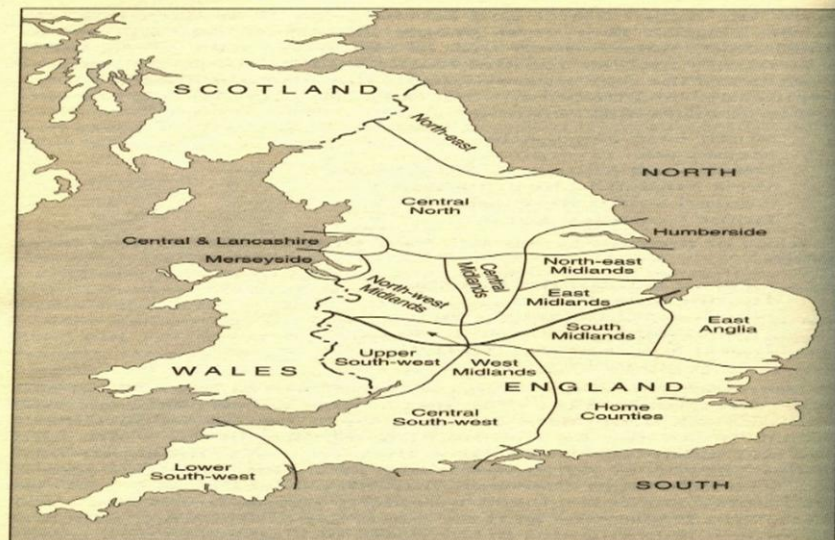 SCOTLAND
North-east
NORTH
Central
North
Humberside
Central & Lancashire
Merseyside
North-west
Midlands
Central
Midlands
North-east
Midlands
East
Midlands
South
Midlands
East
Anglia
Upper
South-west
West
Midlands
WALES
ENGLAND
Central
South-west
Home
Counties
Lower
South-west
SOUTH